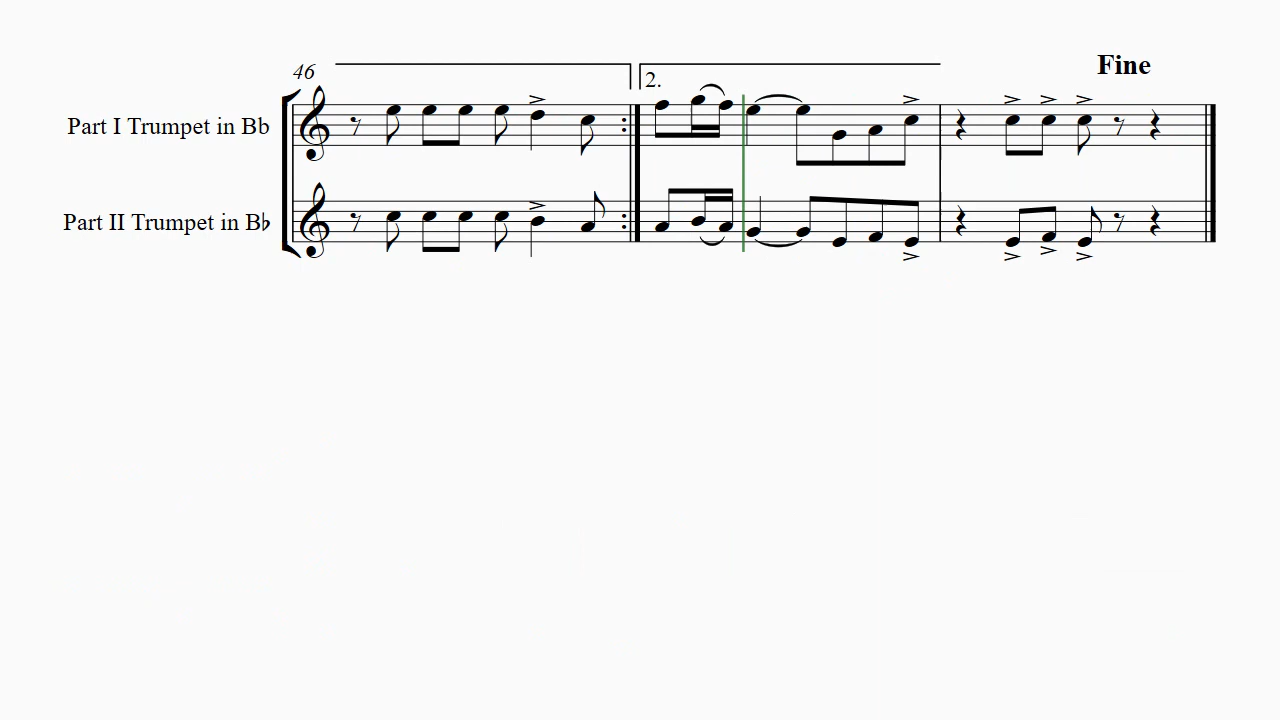 Fine
46
2.
Part I Trumpet in Bb
Part II Trumpet in B♭